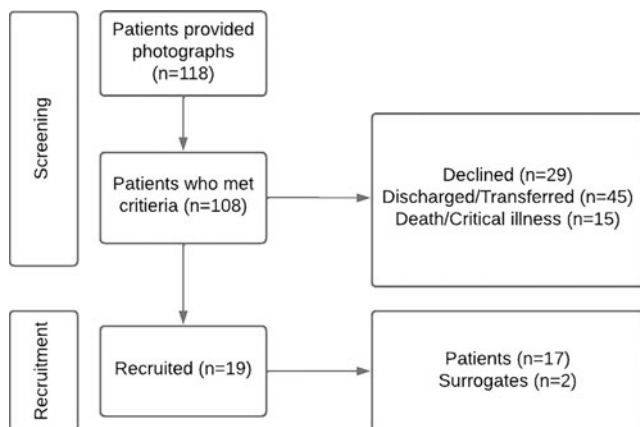 Screening
Patients provided
photographs
(n=118)
Patients who met
critieria (n=108)
Declined (n=29)
Discharged/Transferred (n=45)
Death/Critical illness (n=15)
Recruitment
Recruited (n=19)
Patients (n=17)
Surrogates (n=2)